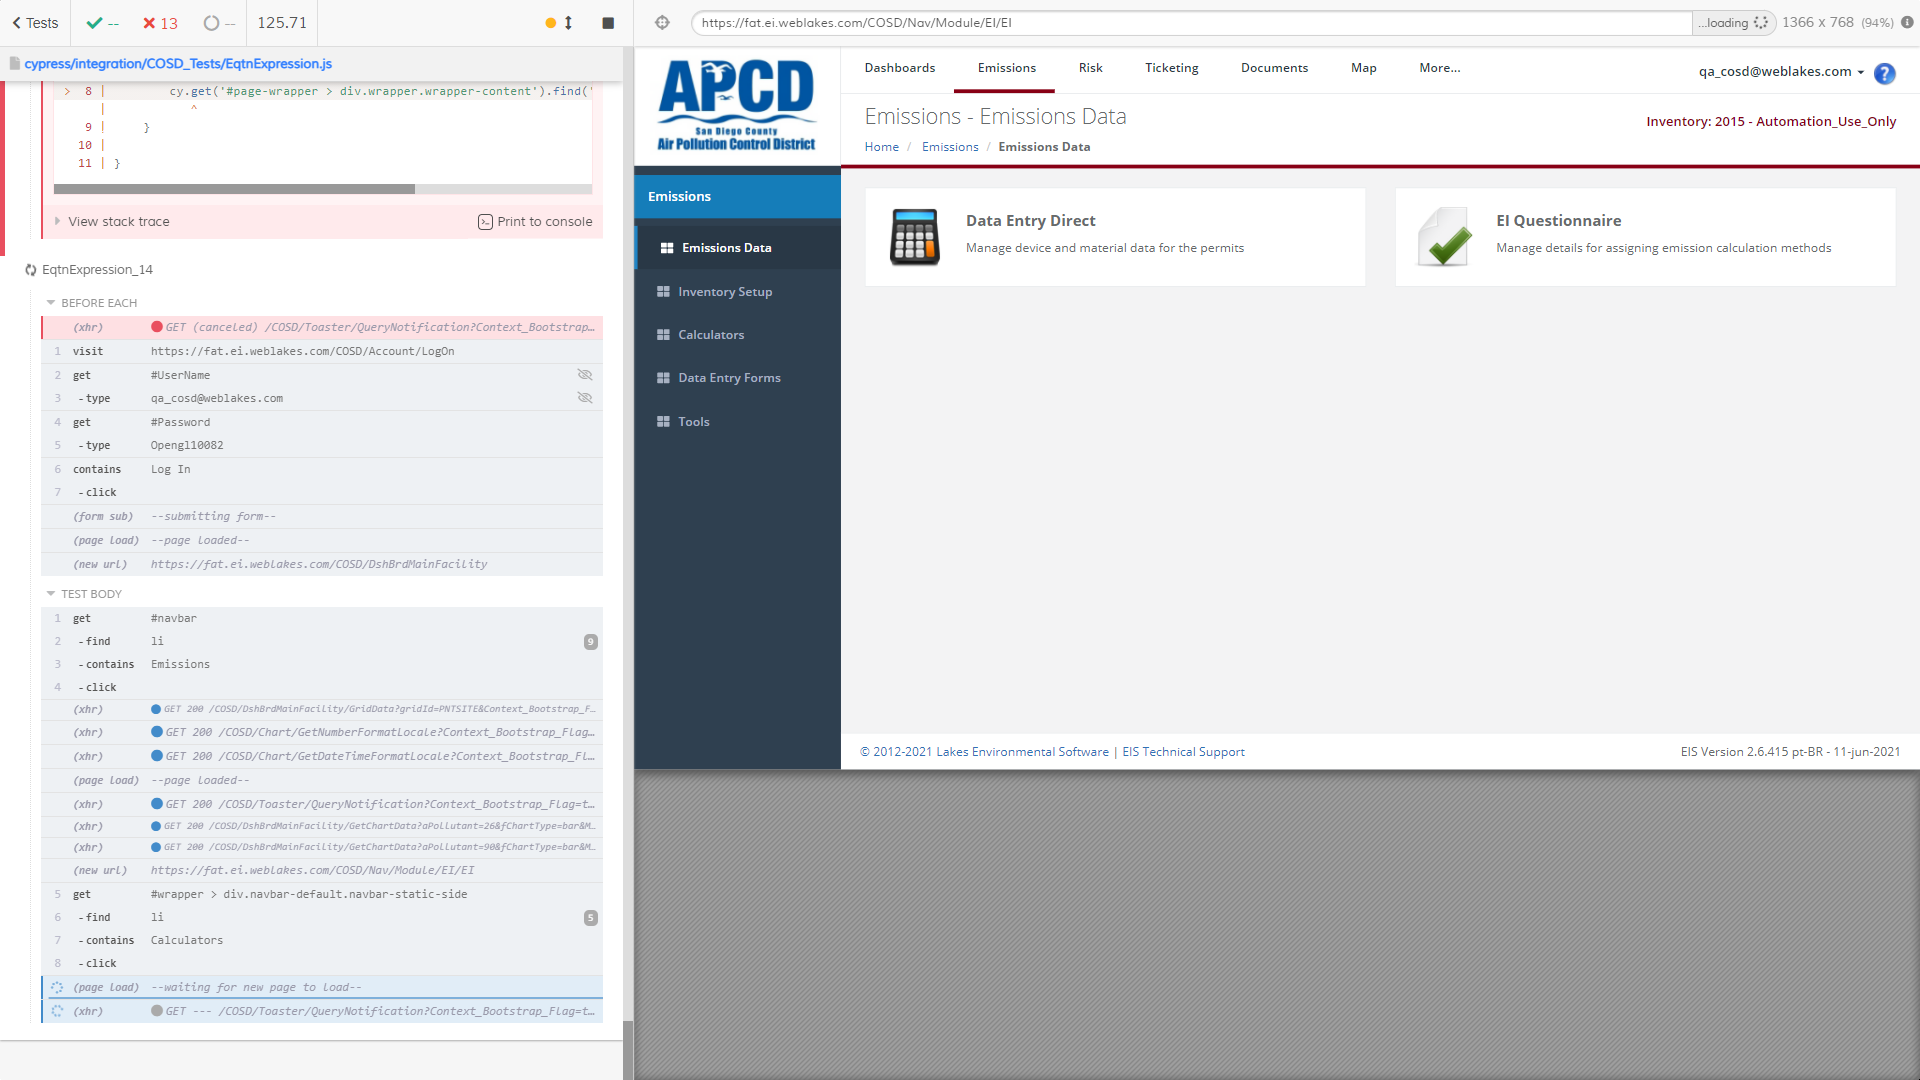 Tests
--
13
--
125.71
https://fat.ei.weblakes.com/COSD/Nav/Module/EI/EI
...loading
1366 x 768 (94%)
cypress/integration/COSD_Tests/EqtnExpression.js
> 8 | cy.get('#page-wrapper > div.wrapper.wrapper-content').find('
| ^
9 | }
10 |
11 | }
View stack trace
Print to console
EqtnExpression_14
BEFORE EACH
(xhr) GET (canceled) /COSD/Toaster/QueryNotification?Context_Bootstrap...
1 visit https://fat.ei.weblakes.com/COSD/Account/LogOn
2 get #UserName
3 -type qa_cosd@weblakes.com
4 get #Password
5 -type Opengl10082
6 contains Log In
7 -click
(form sub) --submitting form--
(page load) --page loaded--
(new url) https://fat.ei.weblakes.com/COSD/DshBrdMainFacility
TEST BODY
1 get #navbar
2 -find li 9
3 -contains Emissions
4 -click
(xhr) GET 200 /COSD/DshBrdMainFacility/GridData?gridId=PNTSITE&Context_Bootstrap_F...
(xhr) GET 200 /COSD/Chart/GetNumberFormatLocale?Context_Bootstrap_Flag...
(xhr) GET 200 /COSD/Chart/GetDateTimeFormatLocale?Context_Bootstrap_Fl...
(page load) --page loaded--
(xhr) GET 200 /COSD/Toaster/QueryNotification?Context_Bootstrap_Flag=t...
(xhr) GET 200 /COSD/DshBrdMainFacility/GetChartData?aPollutant=26&fChartType=bar&M...
(xhr) GET 200 /COSD/DshBrdMainFacility/GetChartData?aPollutant=90&fChartType=bar&M...
(new url) https://fat.ei.weblakes.com/COSD/Nav/Module/EI/EI
5 get #wrapper > div.navbar-default.navbar-static-side
6 -find li 5
7 -contains Calculators
8 -click
(page load) --waiting for new page to load--
(xhr) GET --- /COSD/Toaster/QueryNotification?Context_Bootstrap_Flag=t...
APCD
San Diego County
Air Pollution Control District
Dashboards
Emissions
Risk
Ticketing
Documents
Map
More...
qa_cosd@weblakes.com
?
Emissions - Emissions Data
Inventory: 2015 - Automation_Use_Only
Home / Emissions / Emissions Data
Emissions
Emissions Data
Inventory Setup
Calculators
Data Entry Forms
Tools
Data Entry Direct
Manage device and material data for the permits
EI Questionnaire
Manage details for assigning emission calculation methods
© 2012-2021 Lakes Environmental Software | EIS Technical Support
EIS Version 2.6.415 pt-BR - 11-jun-2021